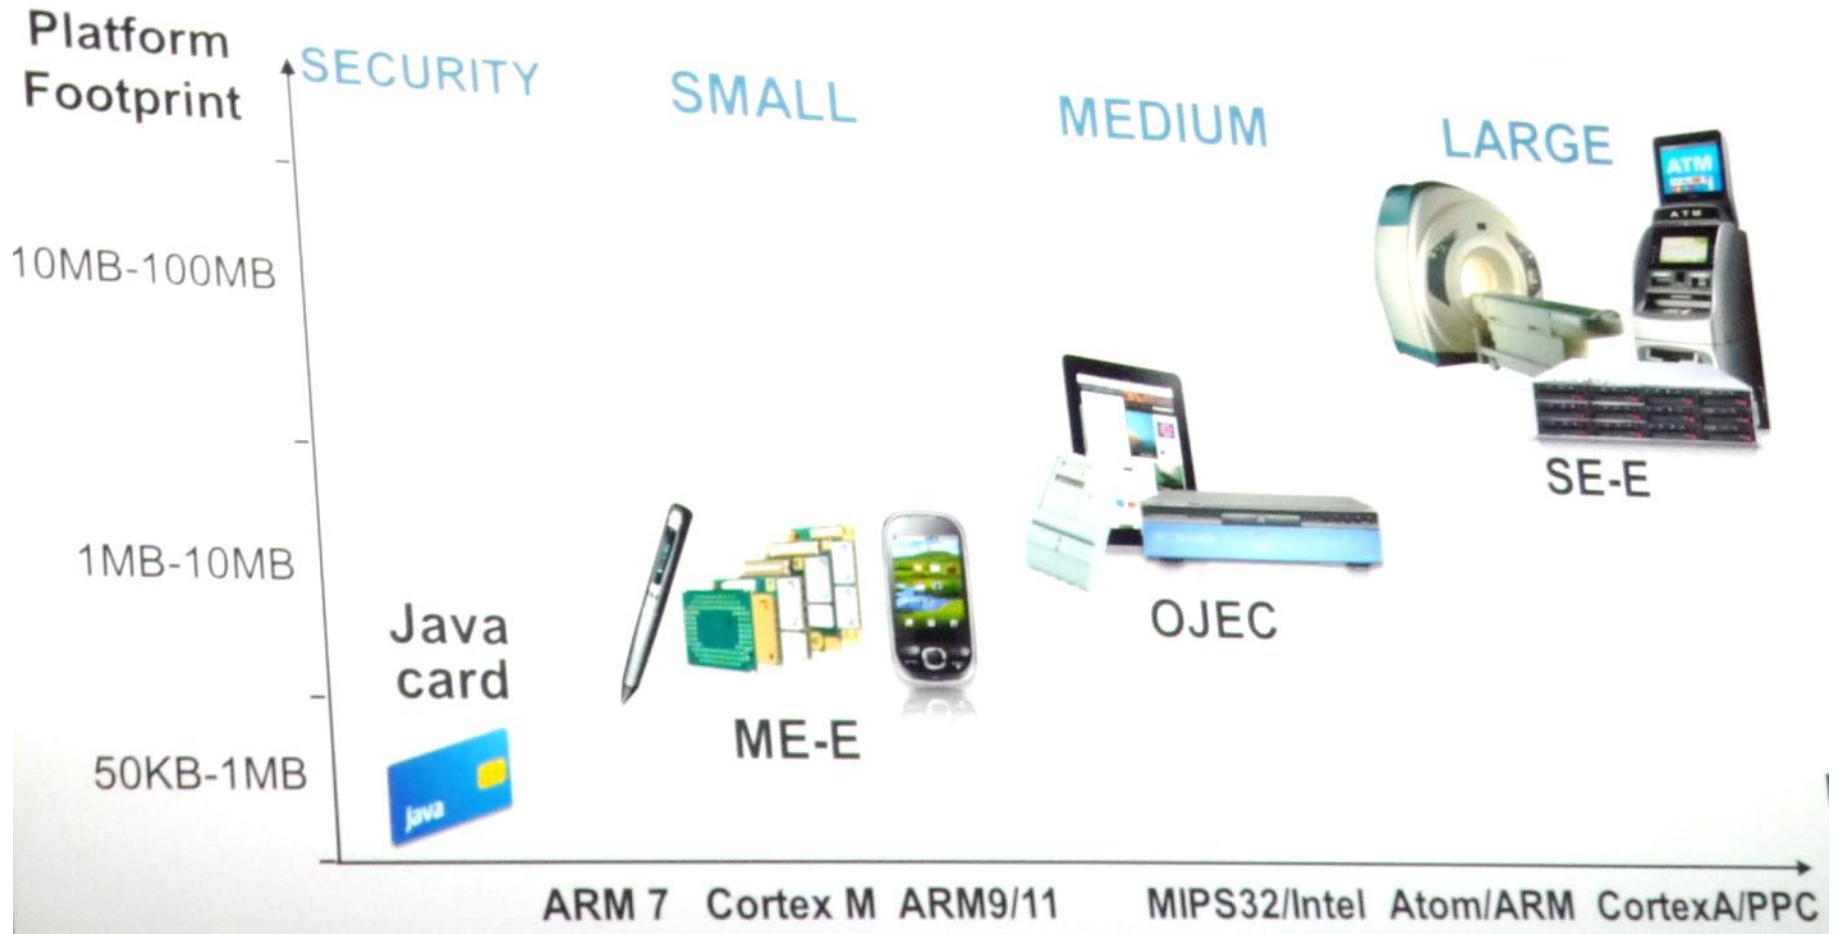 Platform
Footprint
SECURITY
SMALL
MEDIUM
LARGE
ATM
ATM
10MB-100MB
SE-E
1MB-10MB
OJEC
Java
card
ME-E
50KB-1MB
java
ARM 7 Cortex M ARM9/11 MIPS32/Intel Atom/ARM CortexA/PPC